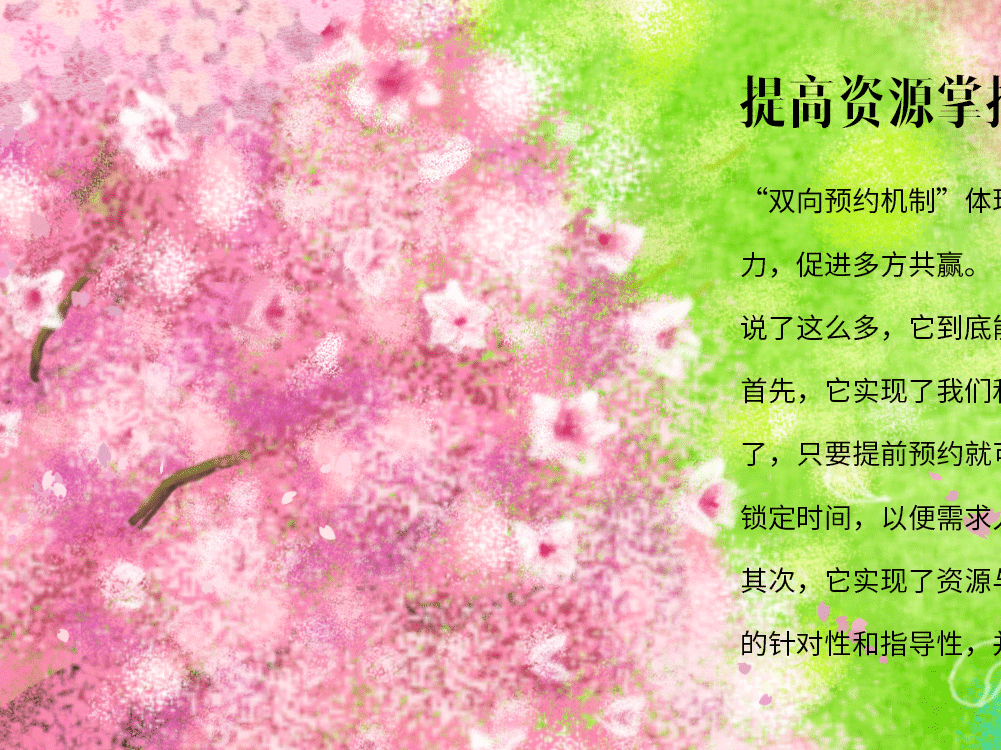 提高资源掌
“双向预约机制”体
力，促进多方共赢。
说了这么多，它到底
首先，它实现了我们
了，只要提前预约就
锁定时间，以便需求
其次，它实现了资源
的针对性和指导性，